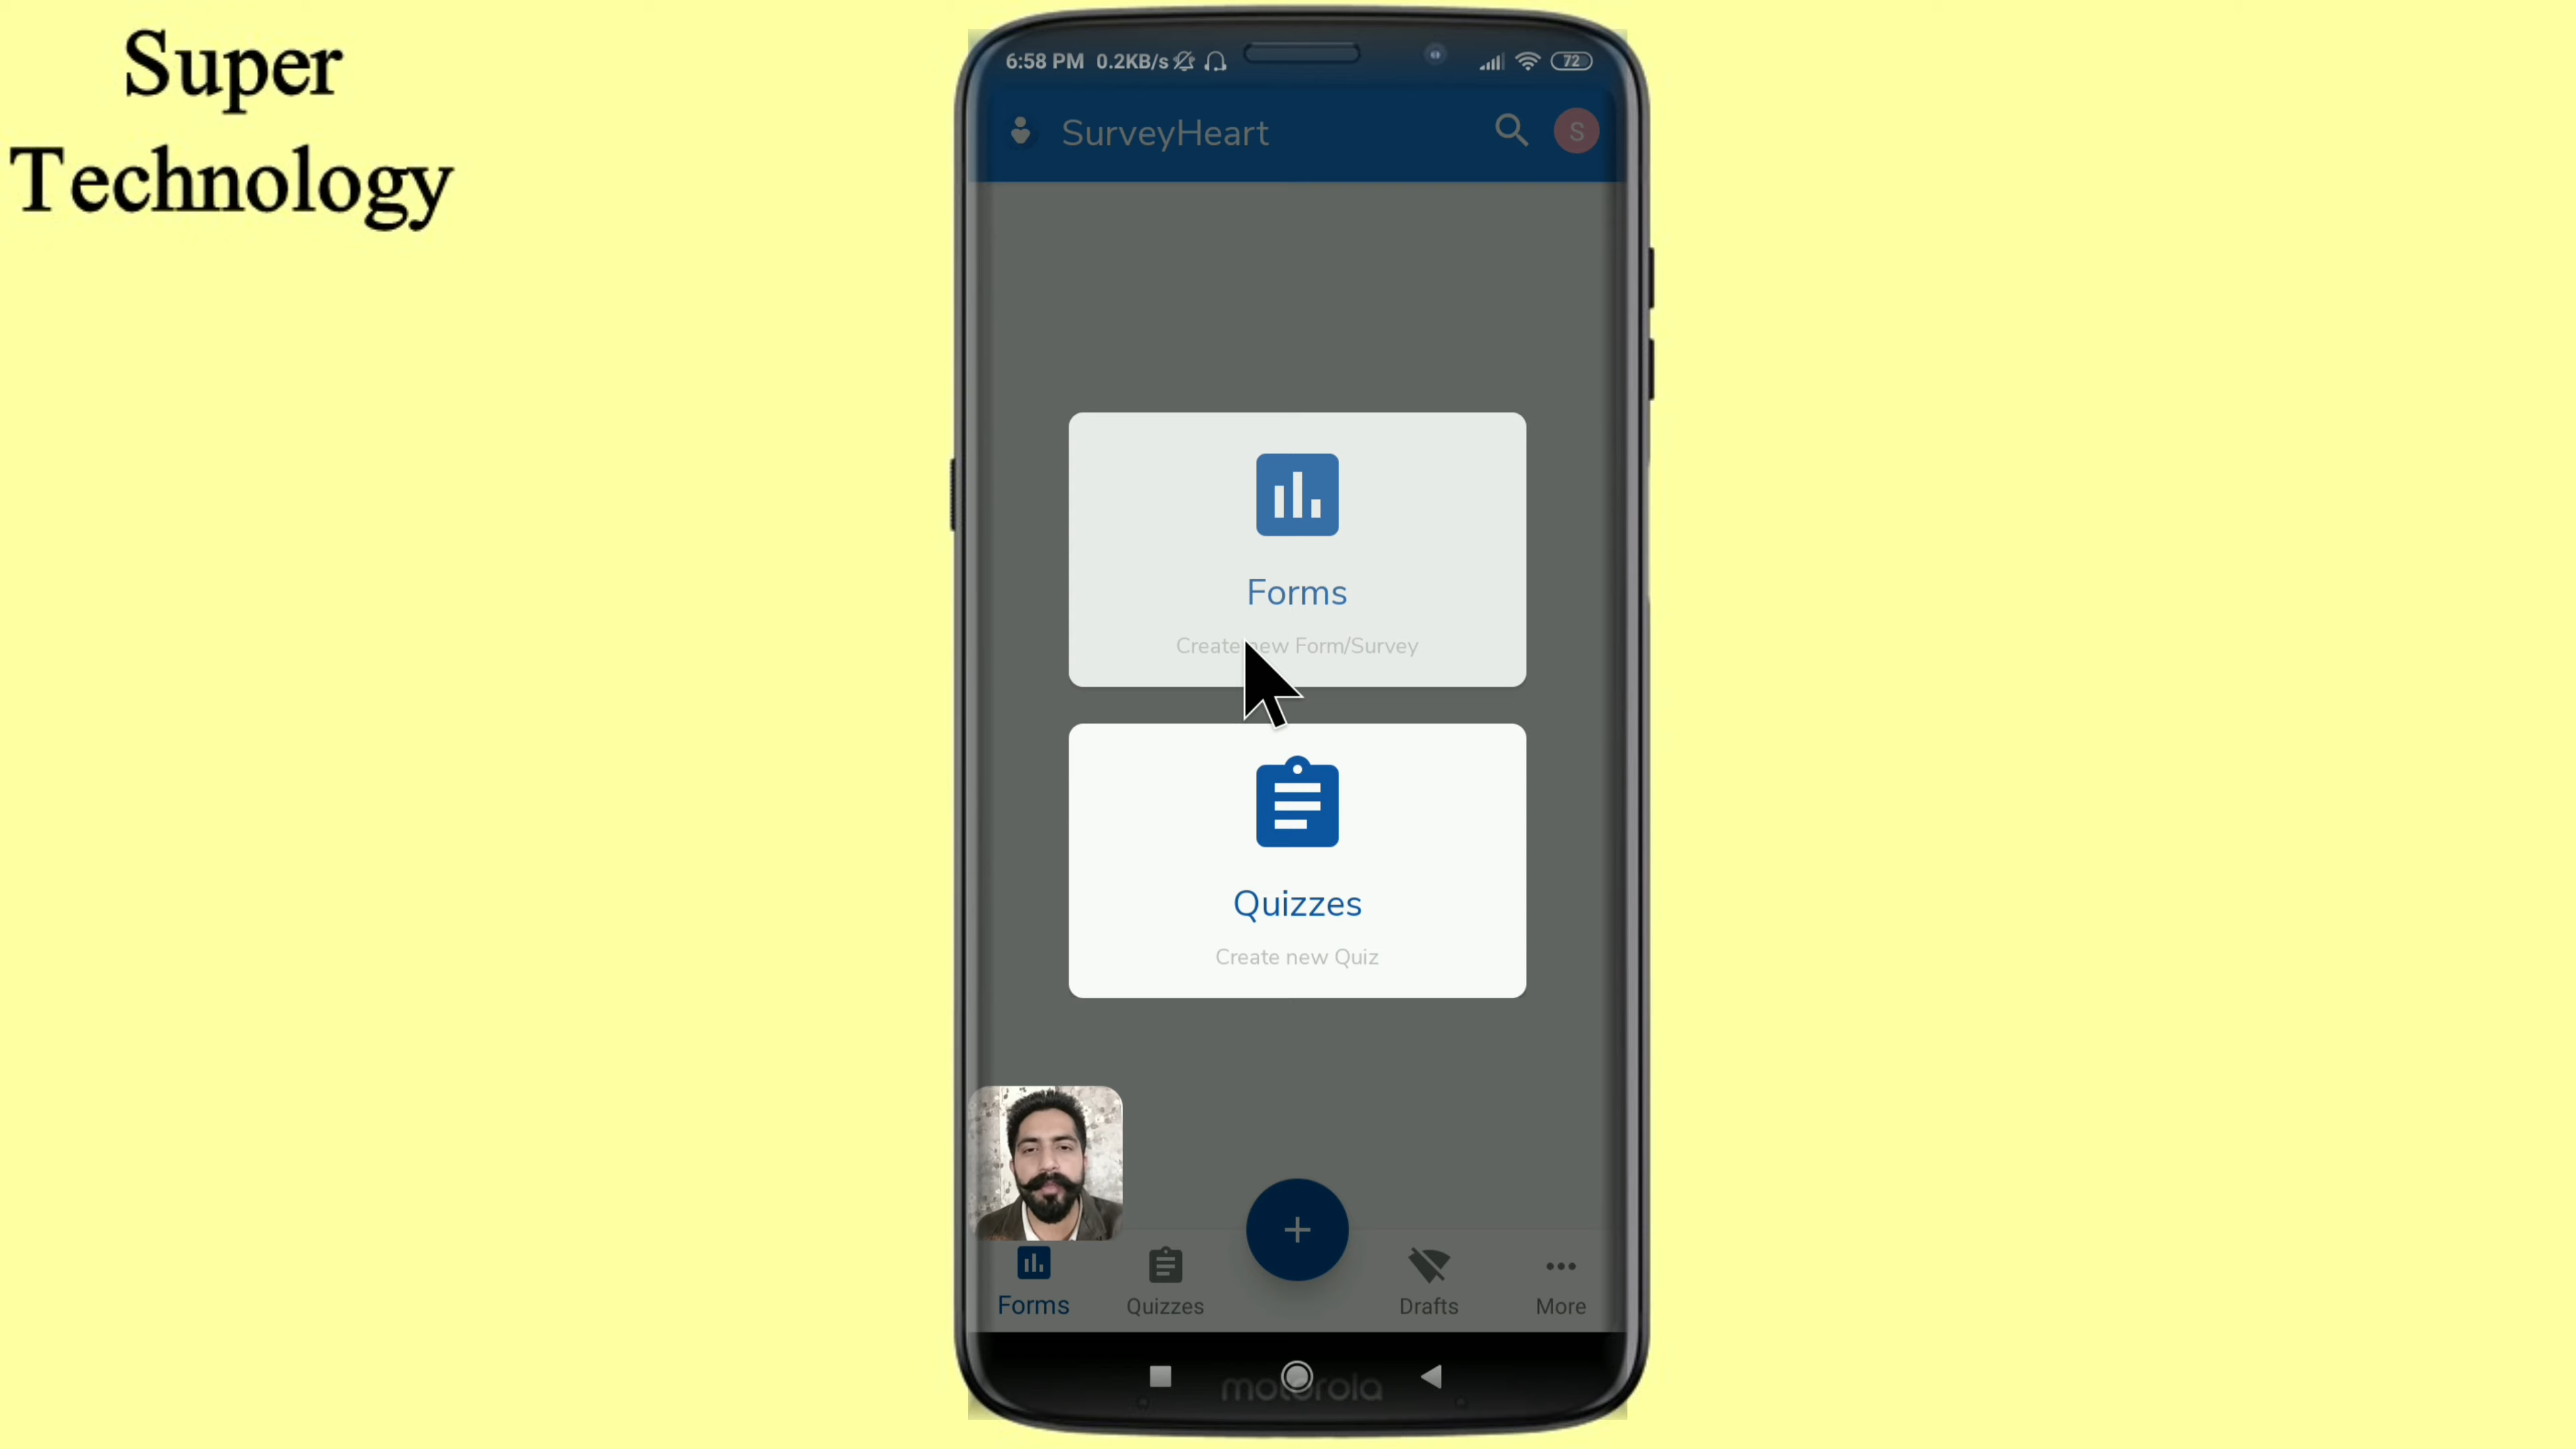 Super
Technology
6:58 PM 0.2KB/s 72
SurveyHeart S
Forms
Create new Form/Survey
Quizzes
Create new Quiz
Forms Quizzes Drafts More
motorola